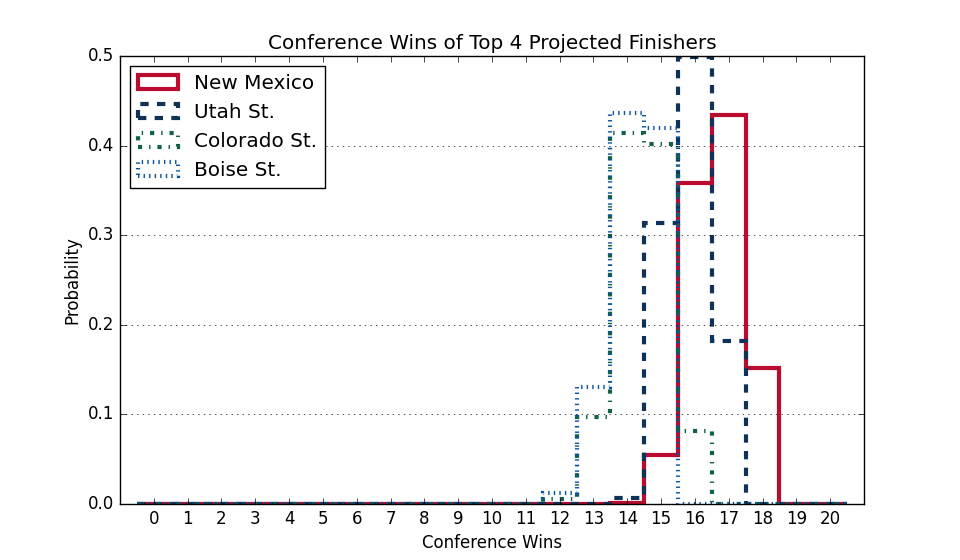 Conference Wins of Top 4 Projected Finishers
0.5
New Mexico
Utah St.
Colorado St.
Boise St.
0.4
0.3
0.2
0.1
0.0
Probability
0 1 2 3 4 5 6 7 8 9 10 11 12 13 14 15 16 17 18 19 20
Conference Wins